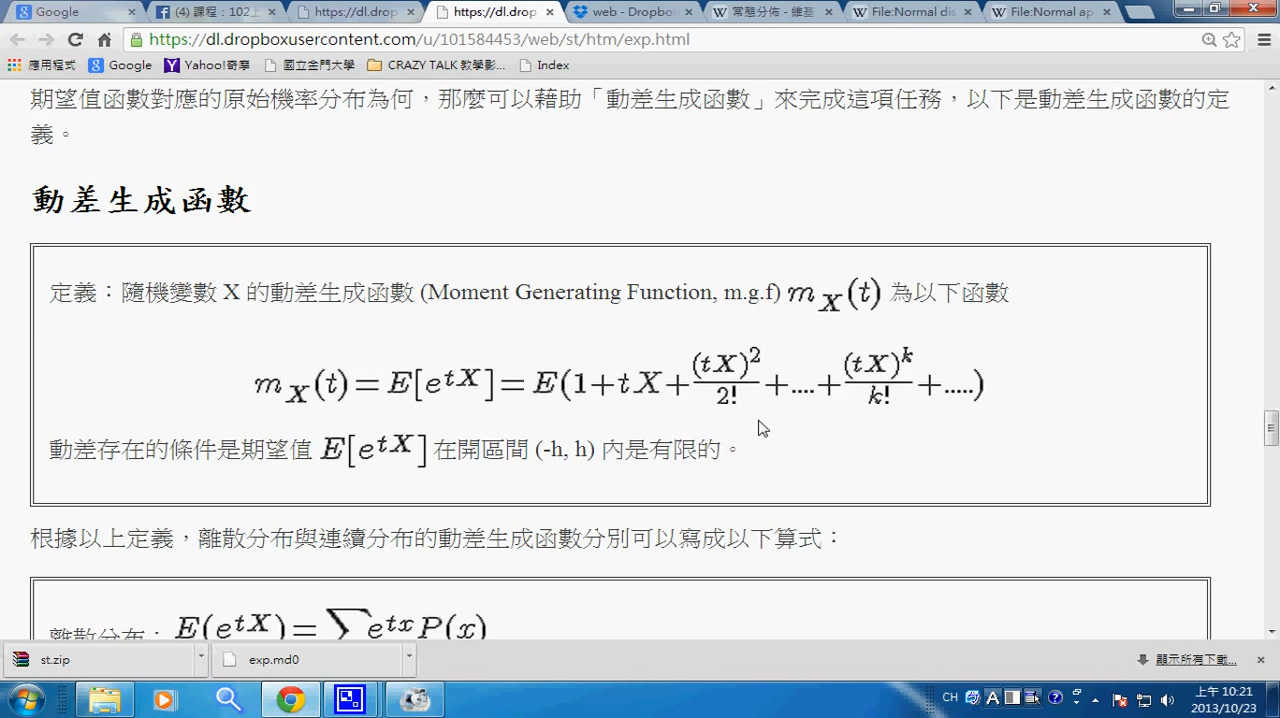 Google
(4) 課程：102上
https://dl.drop
https://dl.drop
web - Dropbo
常態分佈 - 維基
File:Normal dis
File:Normal ap
https://dl.dropboxusercontent.com/u/101584453/web/st/htm/exp.html
應用程式
Google
Yahoo!奇摩
國立金門大學
CRAZY TALK 教學影...
Index
期望值函數對應的原始機率分布為何，那麼可以藉助「動差生成函數」來完成這項任務，以下是動差生成函數的定
義。
動差生成函數
定義：隨機變數 X 的動差生成函數 (Moment Generating Function, m.g.f) m_X(t) 為以下函數
m_X(t) = E[e^{tX}] = E(1+tX+\frac{(tX)^2}{2!}+....+\frac{(tX)^k}{k!}+.....)
動差存在的條件是期望值 E[e^{tX}] 在開區間 (-h, h) 內是有限的。
根據以上定義，離散分布與連續分布的動差生成函數分別可以寫成以下算式：
離散分布： E(e^{tX}) = ∑ e^{tx} P(x)
st.zip
exp.md0
顯示所有下載...
CH
上午 10:21
2013/10/23